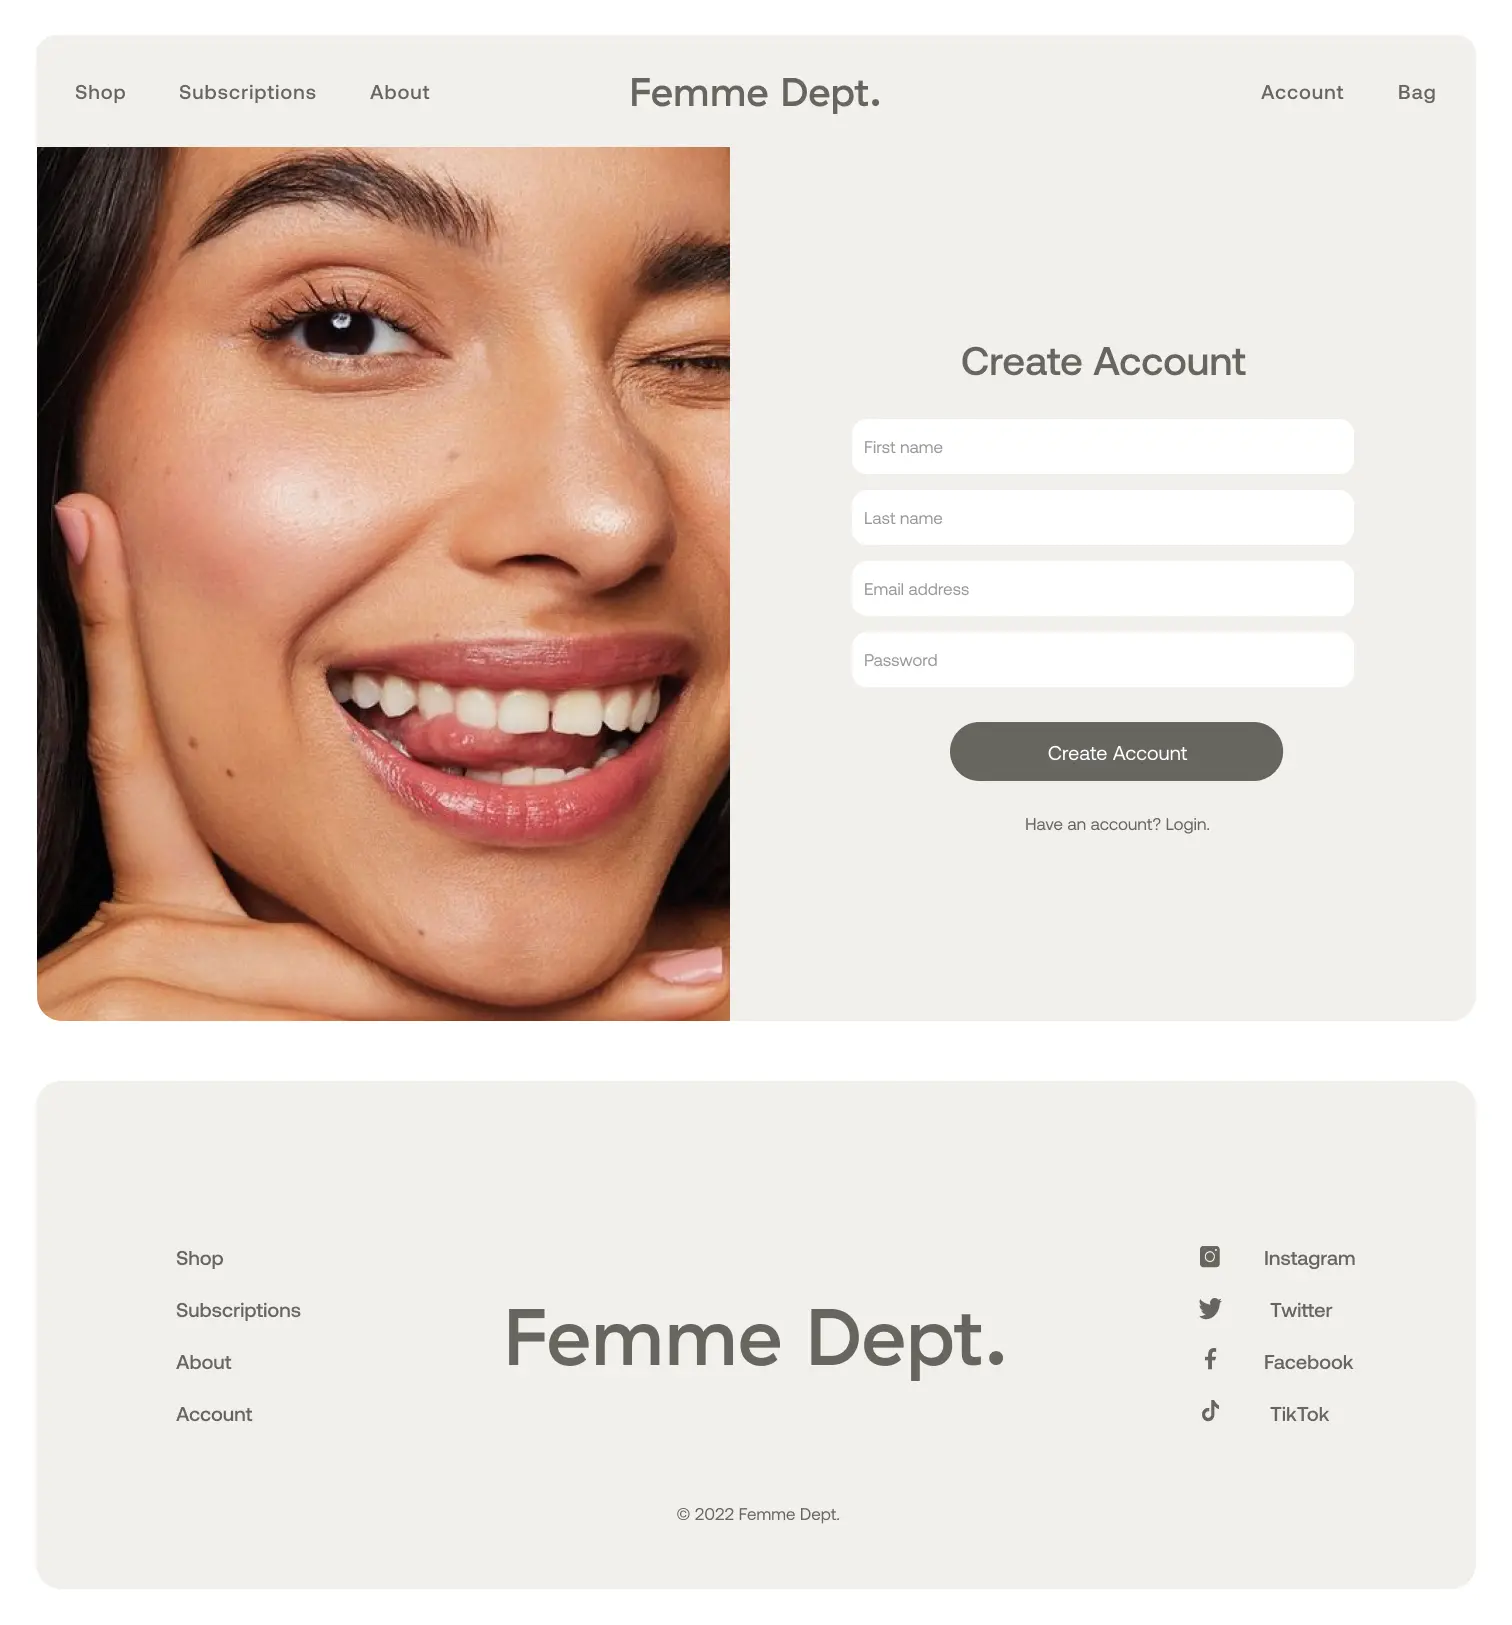 Shop Subscriptions About Femme Dept. Account Bag
Create Account
First name
Last name
Email address
Password
Create Account
Have an account? Login.
Shop
Subscriptions
About
Account
Femme Dept.
Instagram
Twitter
Facebook
TikTok
© 2022 Femme Dept.